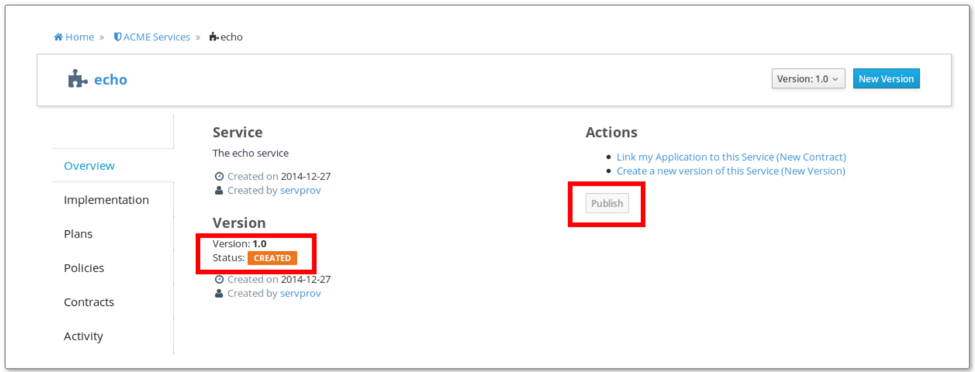 Home » ACME Services » echo
echo
Version: 1.0
New Version
Overview
Implementation
Plans
Policies
Contracts
Activity
Service
The echo service
Created on 2014-12-27
Created by servprov
Version
Version: 1.0
Status: CREATED
Created on 2014-12-27
Created by servprov
Actions
Link my Application to this Service (New Contract)
Create a new version of this Service (New Version)
Publish